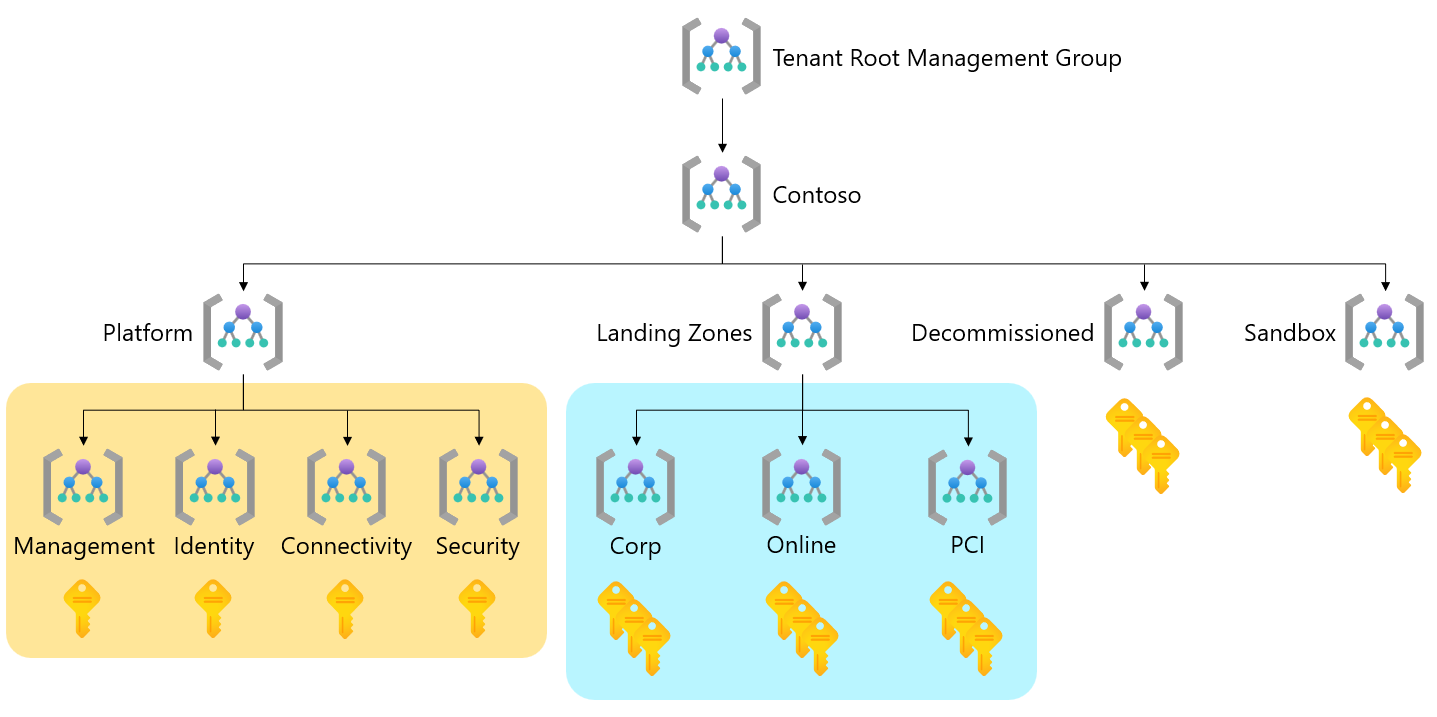 Tenant Root Management Group
Contoso
Platform
Landing Zones
Decommissioned
Sandbox
Management
Identity
Connectivity
Security
Corp
Online
PCI